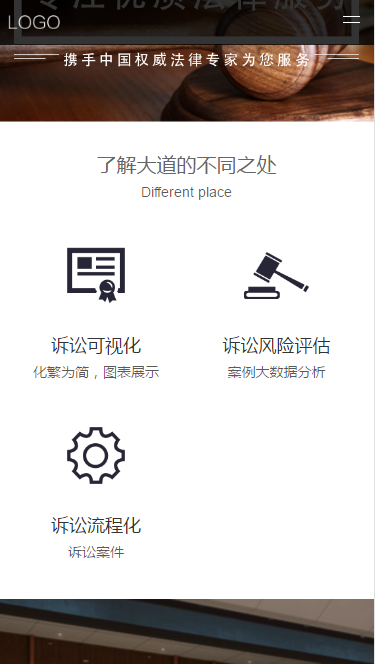 专注优质法律服务
LOGO
携手中国权威法律专家为您服务
了解大道的不同之处
Different place
诉讼可视化
化繁为简，图表展示
诉讼风险评估
案例大数据分析
诉讼流程化
诉讼案件